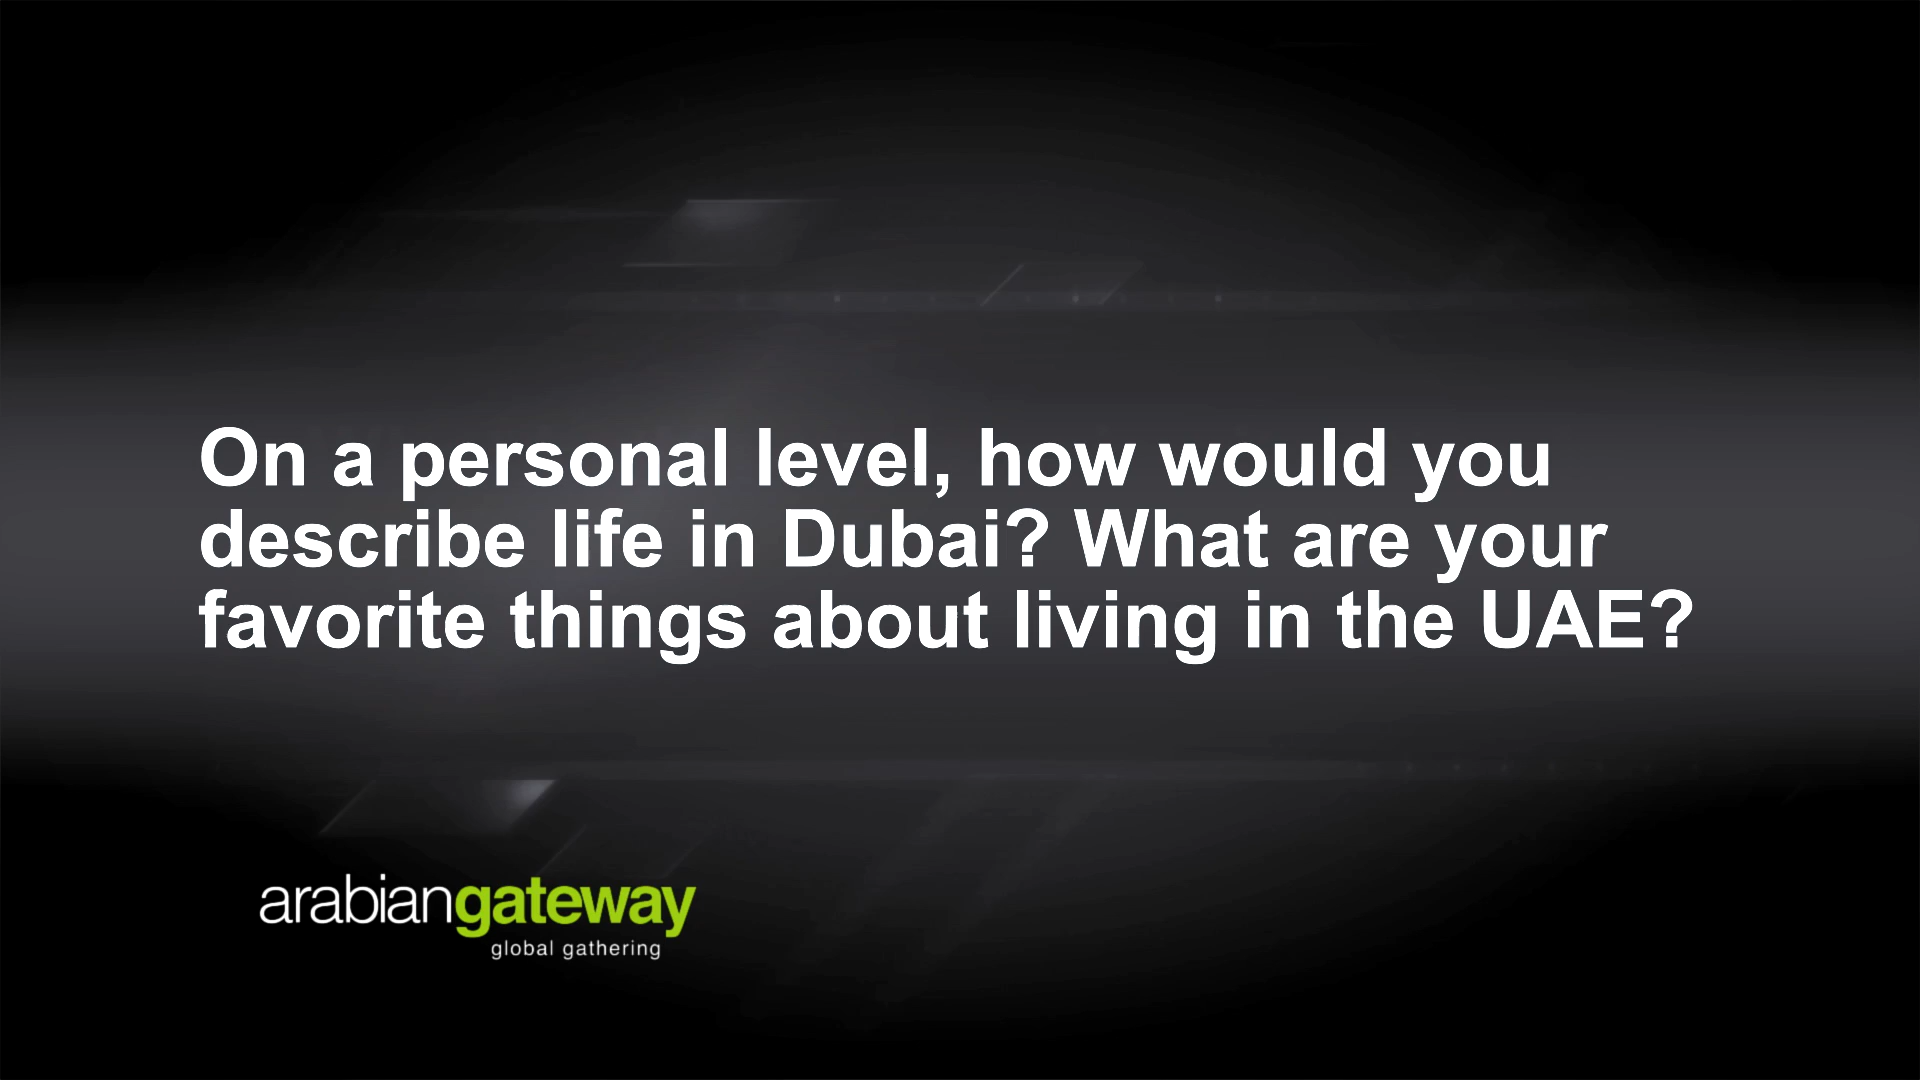 On a personal level, how would you
describe life in Dubai? What are your
favorite things about living in the UAE?
arabiangateway
global gathering